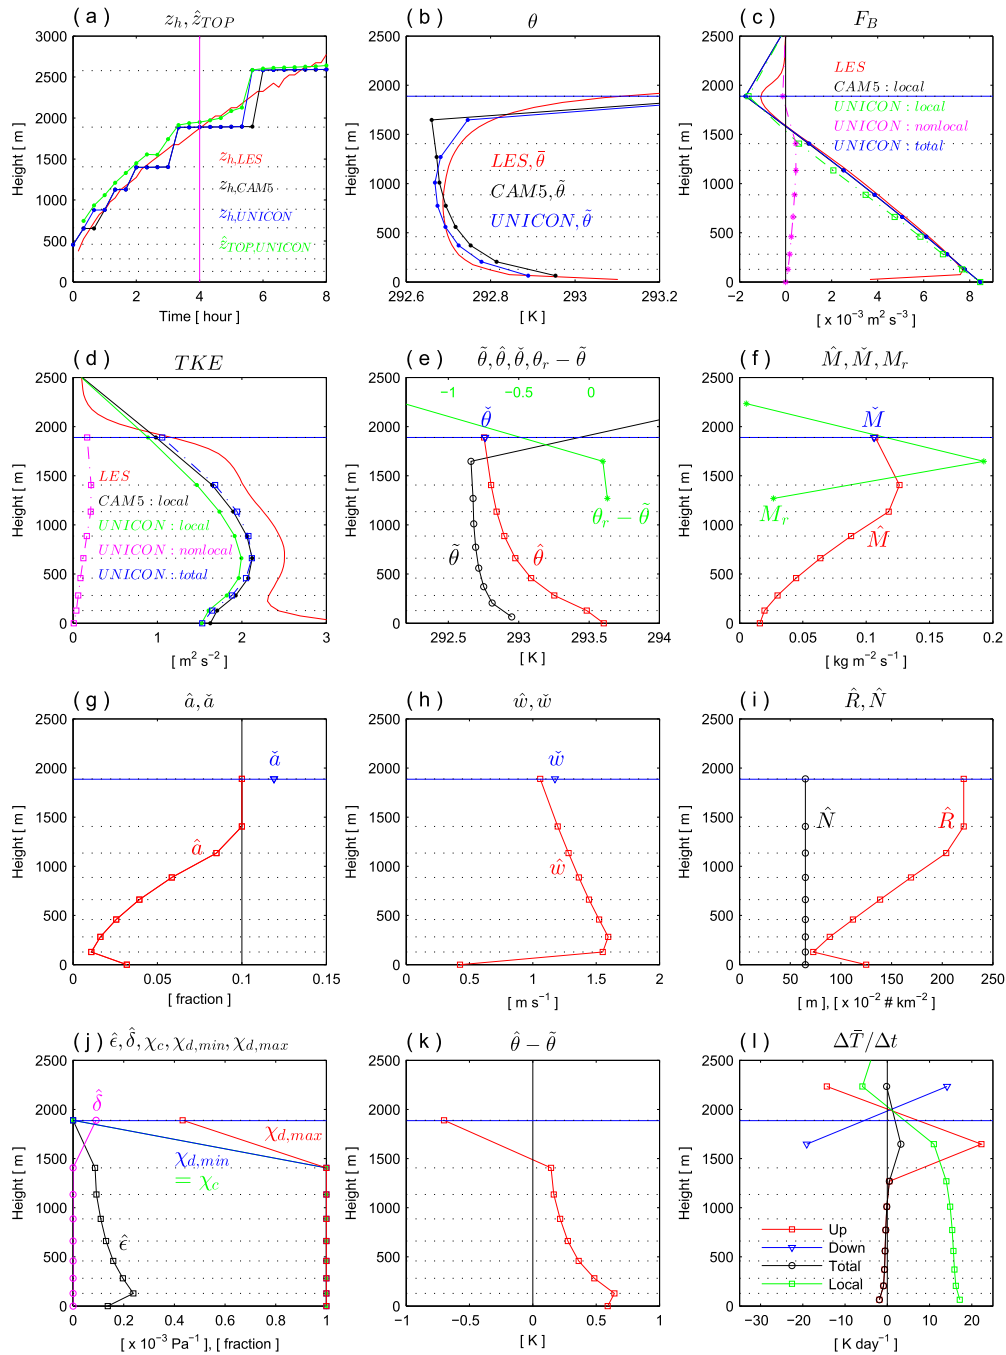 ( a ) z_h, ẑ_TOP
3000
2500
2000
1500
1000
500
0
Height [ m ]
z_h,LES
z_h,CAM5
z_h,UNICON
ẑ_TOP,UNICON
0 2 4 6 8
Time [ hour ]
( b ) θ
2500
2000
1500
1000
500
0
Height [ m ]
LES, θ̄
CAM5, θ̃
UNICON, θ̃
292.6 292.8 293 293.2
[ K ]
( c ) F_B
2500
2000
1500
1000
500
0
Height [ m ]
LES
CAM5 : local
UNICON : local
UNICON : nonlocal
UNICON : total
−2 0 2 4 6 8
[ x 10⁻³ m² s⁻³ ]
( d ) TKE
2500
2000
1500
1000
500
0
Height [ m ]
LES
CAM5 : local
UNICON : local
UNICON : nonlocal
UNICON : total
0 1 2 3
[ m² s⁻² ]
( e ) θ̃, θ̂, θ̌, θ_r − θ̃
−1 −0.5 0
2500
2000
1500
1000
500
0
Height [ m ]
θ̌
θ_r − θ̃
θ̃
θ̂
292.5 293 293.5 294
[ K ]
( f ) M̂, M̌, M_r
2500
2000
1500
1000
500
0
Height [ m ]
M̌
M_r
M̂
0 0.05 0.1 0.15 0.2
[ kg m⁻² s⁻¹ ]
( g ) â, ǎ
2500
2000
1500
1000
500
0
Height [ m ]
ǎ
â
0 0.05 0.1 0.15
[ fraction ]
( h ) ŵ, w̌
2500
2000
1500
1000
500
0
Height [ m ]
w̌
ŵ
0 0.5 1 1.5 2
[ m s⁻¹ ]
( i ) R̂, N̂
2500
2000
1500
1000
500
0
Height [ m ]
N̂
R̂
50 100 150 200 250
[ m ], [ x 10⁻² # km⁻² ]
( j ) ϵ̂, δ̂, χ_c, χ_d,min, χ_d,max
2500
2000
1500
1000
500
0
Height [ m ]
δ̂
χ_d,max
χ_d,min
= χ_c
ϵ̂
0 0.2 0.4 0.6 0.8 1
[ x 10⁻³ Pa⁻¹ ], [ fraction ]
( k ) θ̂ − θ̃
2500
2000
1500
1000
500
0
Height [ m ]
−1 −0.5 0 0.5 1
[ K ]
( l ) ΔT̄/Δt
2500
2000
1500
1000
500
0
Height [ m ]
Up
Down
Total
Local
−30 −20 −10 0 10 20
[ K day⁻¹ ]